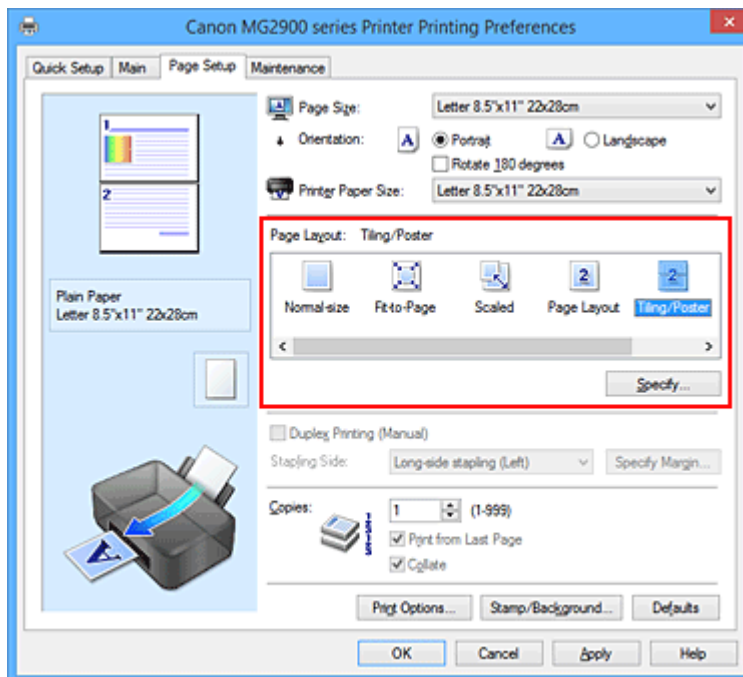 Canon MG2900 series Printer Printing Preferences
Quick Setup Main Page Setup Maintenance
1
2
Plain Paper
Letter 8.5"x11" 22x28cm
Page Size: Letter 8.5"x11" 22x28cm
Orientation: A Portrait A Landscape
Rotate 180 degrees
Printer Paper Size: Letter 8.5"x11" 22x28cm
Page Layout: Tiling/Poster
2 2
Normal-size Fit-to-Page Scaled Page Layout Tiling/Poster
Specify...
Duplex Printing (Manual)
Stapling Side: Long-side stapling (Left) Specify Margin...
Copies: 1 (1-999)
Print from Last Page
Collate
A
Print Options... Stamp/Background... Defaults
OK Cancel Apply Help